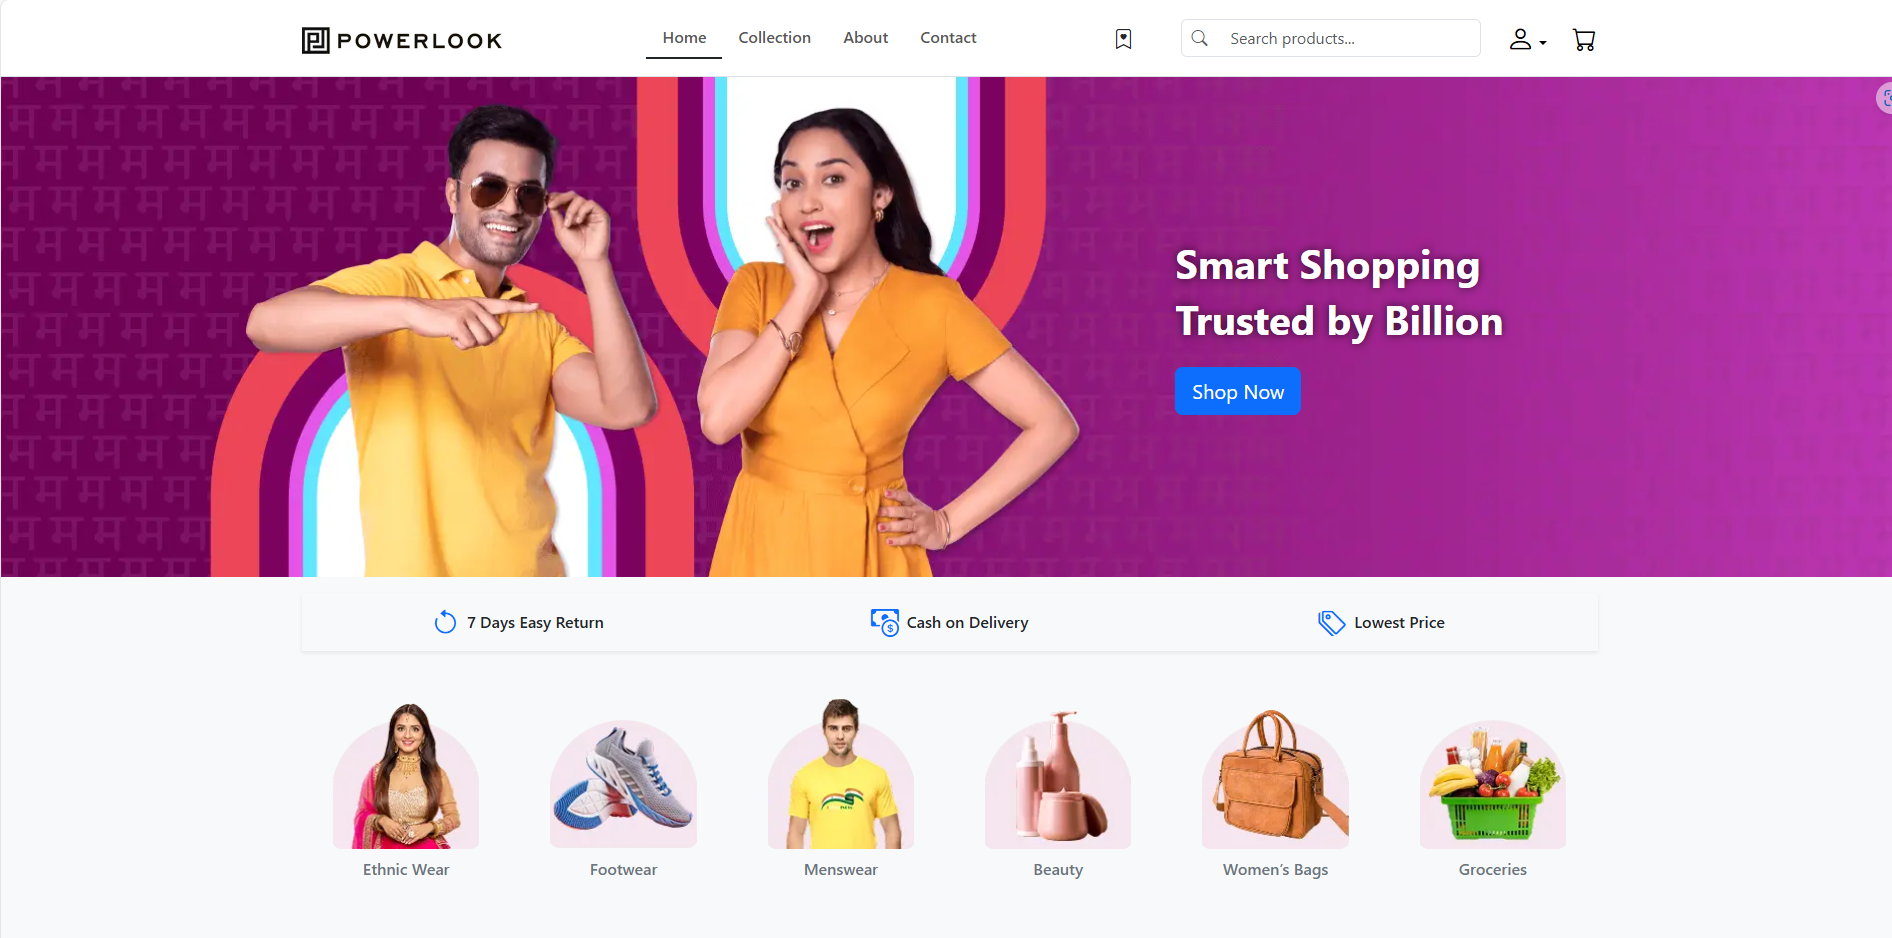 POWERLOOK
Home
Collection
About
Contact
Search products...
Smart Shopping
Trusted by Billion
Shop Now
7 Days Easy Return
Cash on Delivery
Lowest Price
Ethnic Wear
Footwear
Menswear
Beauty
Women’s Bags
Groceries